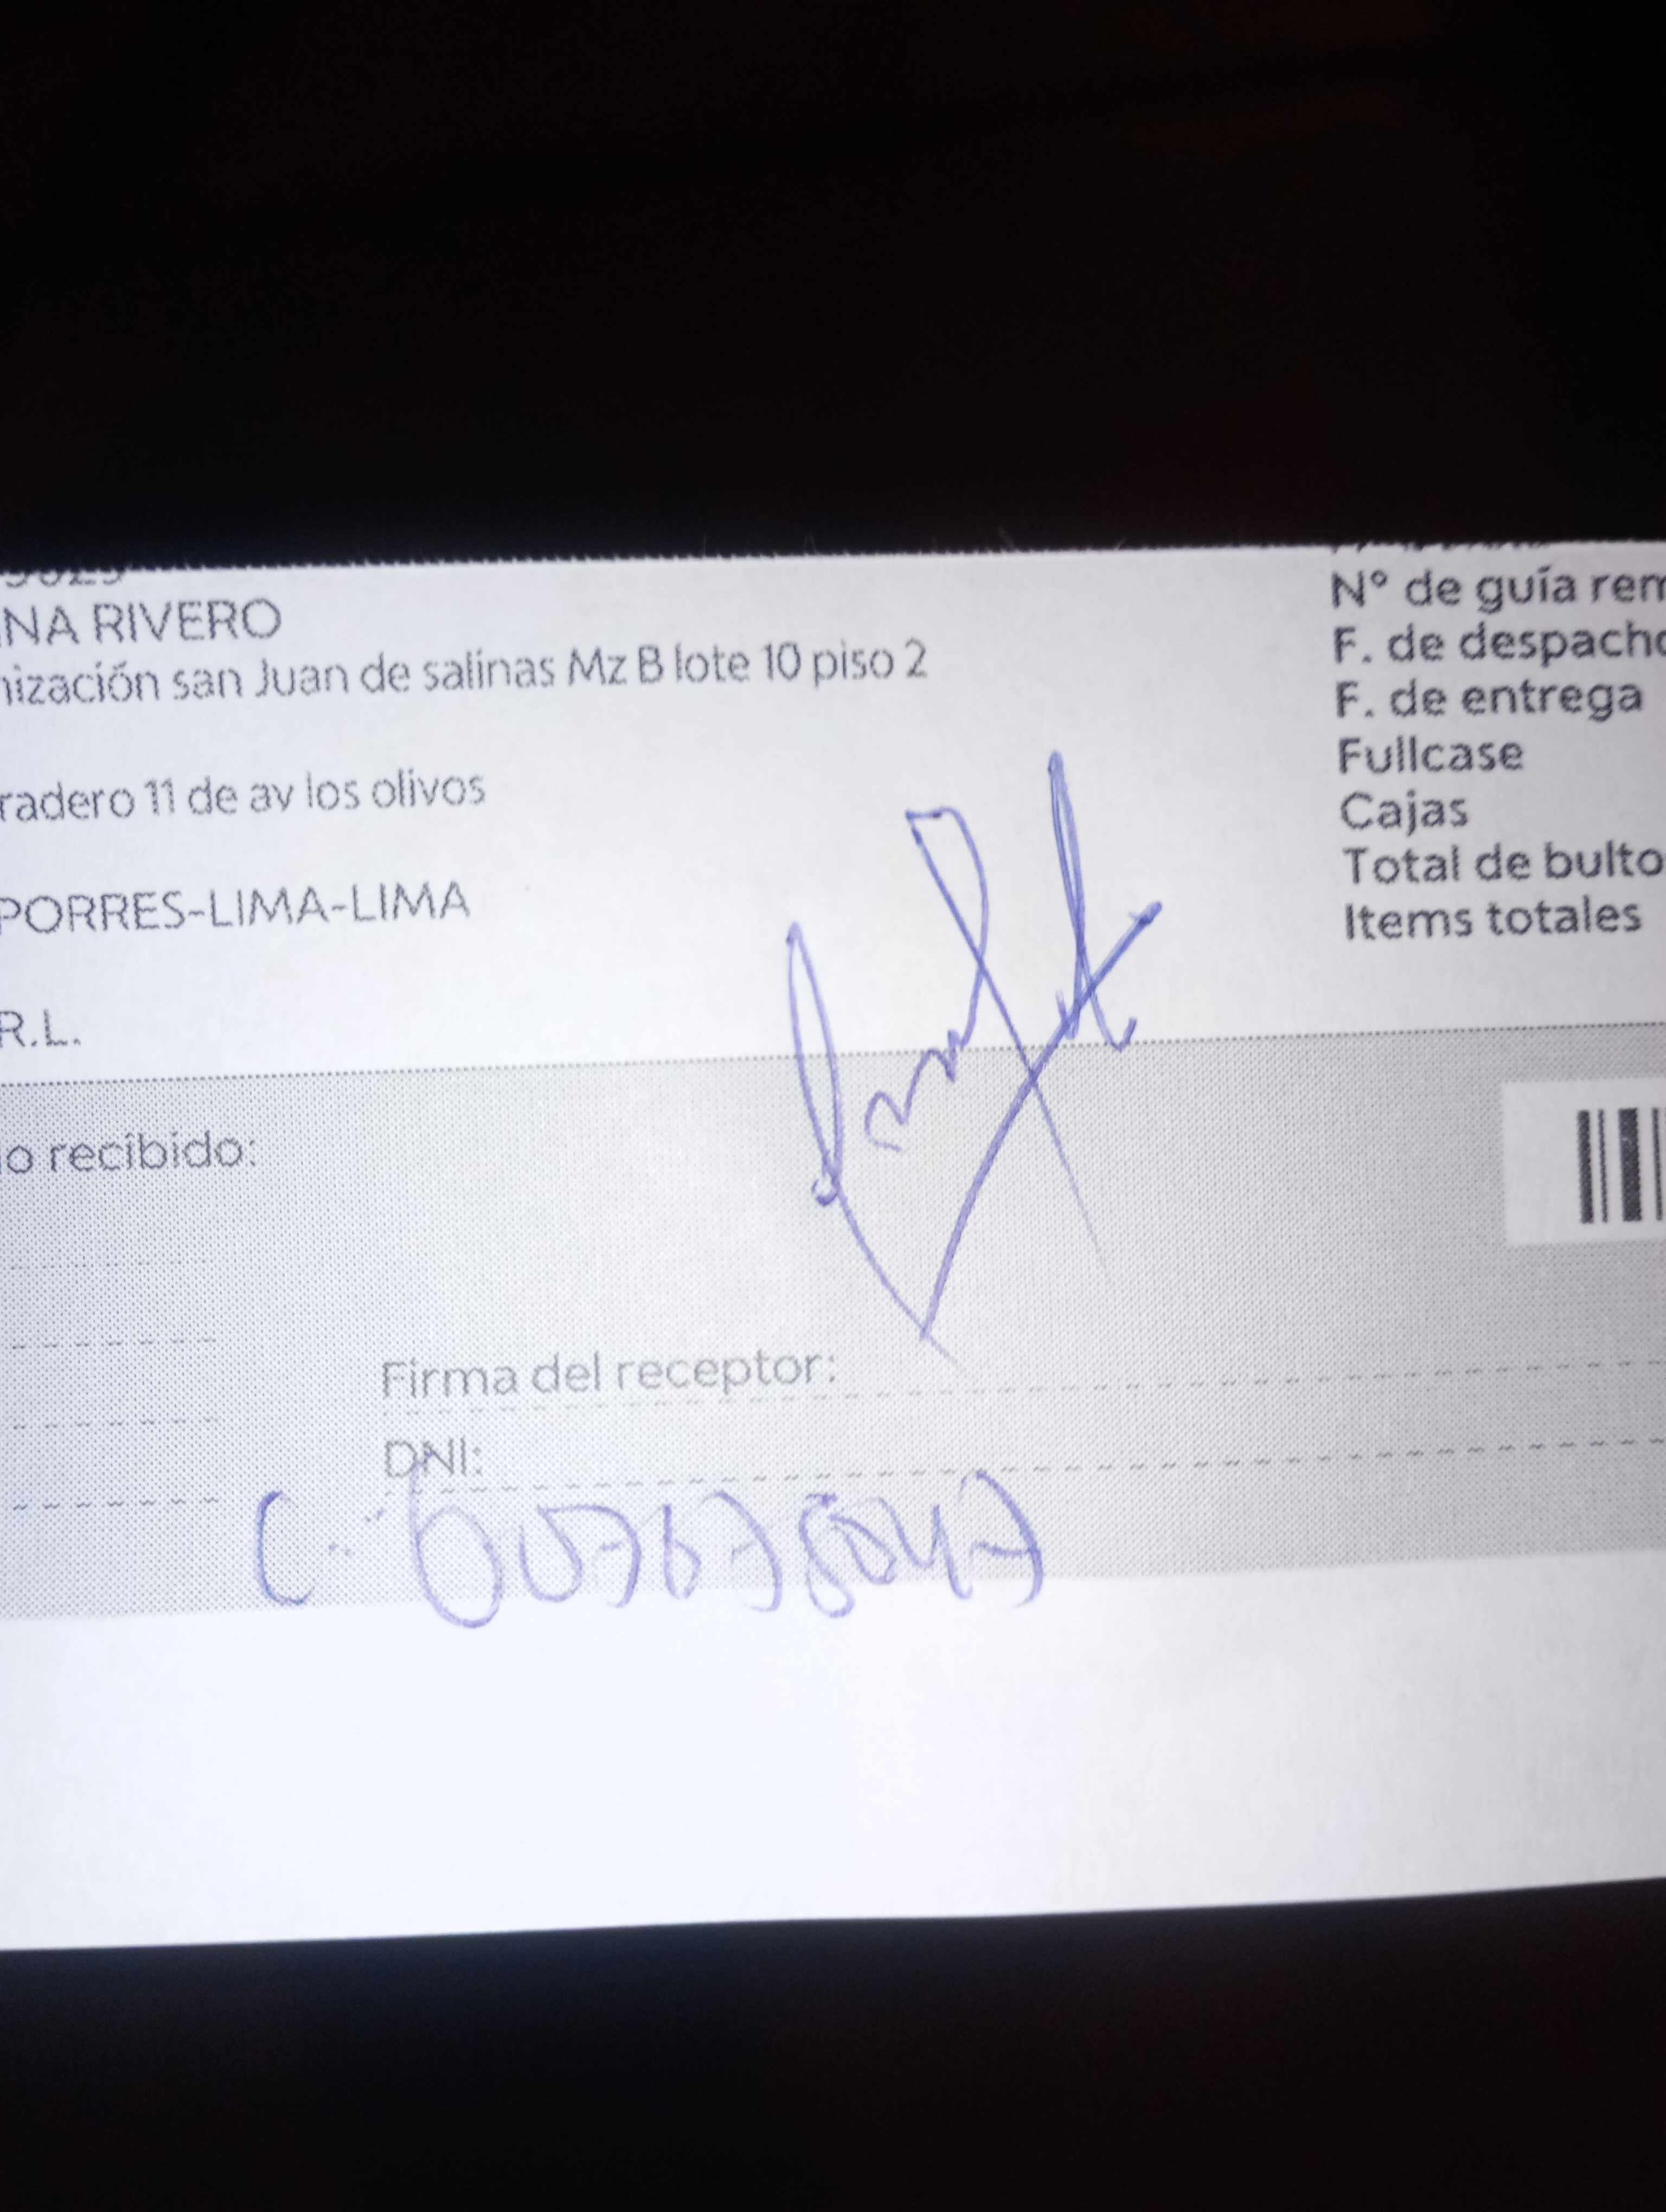 NA RIVERO
nización san Juan de salinas Mz B lote 10 piso 2
radero 11 de av los olivos
PORRES-LIMA-LIMA
R.L.
N° de guía rem
F. de despacho
F. de entrega
Fullcase
Cajas
Total de bulto
Items totales
o recibido:
Firma del receptor:
DNI: